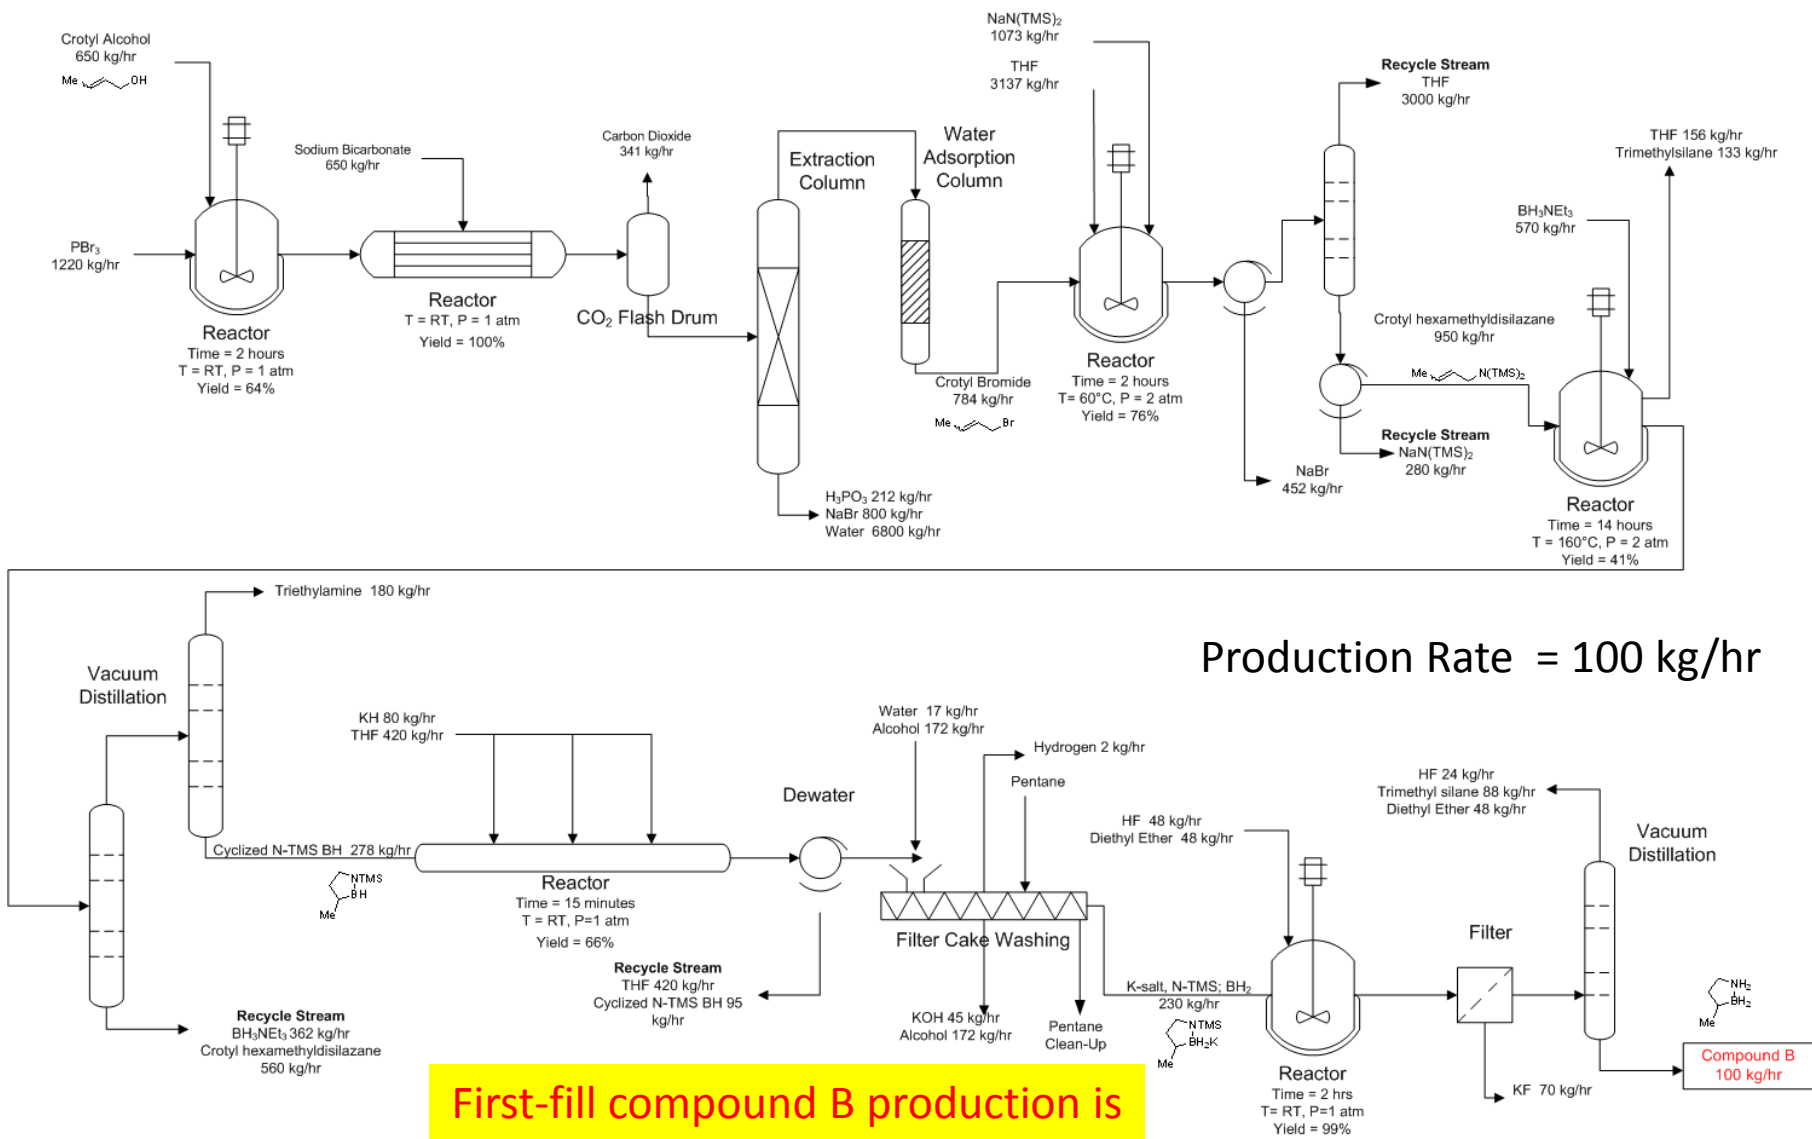 Crotyl Alcohol
650 kg/hr
Me
OH
PBr₃
1220 kg/hr
Reactor
Time = 2 hours
T = RT, P = 1 atm
Yield = 64%
Sodium Bicarbonate
650 kg/hr
Reactor
T = RT, P = 1 atm
Yield = 100%
Carbon Dioxide
341 kg/hr
CO₂ Flash Drum
Extraction
Column
H₃PO₃ 212 kg/hr
NaBr 800 kg/hr
Water 6800 kg/hr
Water
Adsorption
Column
Crotyl Bromide
784 kg/hr
Me
Br
NaN(TMS)₂
1073 kg/hr
THF
3137 kg/hr
Reactor
Time = 2 hours
T= 60°C, P = 2 atm
Yield = 76%
NaBr
452 kg/hr
Recycle Stream
THF
3000 kg/hr
Crotyl hexamethyldisilazane
950 kg/hr
Me
N(TMS)₂
Recycle Stream
NaN(TMS)₂
280 kg/hr
THF 156 kg/hr
Trimethylsilane 133 kg/hr
BH₃NEt₃
570 kg/hr
Reactor
Time = 14 hours
T = 160°C, P = 2 atm
Yield = 41%
Triethylamine 180 kg/hr
Vacuum
Distillation
Recycle Stream
BH₃NEt₃ 362 kg/hr
Crotyl hexamethyldisilazane
560 kg/hr
Cyclized N-TMS BH 278 kg/hr
NTMS
BH
Me
KH 80 kg/hr
THF 420 kg/hr
Reactor
Time = 15 minutes
T = RT, P=1 atm
Yield = 66%
Dewater
Recycle Stream
THF 420 kg/hr
Cyclized N-TMS BH 95
kg/hr
Water 17 kg/hr
Alcohol 172 kg/hr
Hydrogen 2 kg/hr
Pentane
Filter Cake Washing
KOH 45 kg/hr
Alcohol 172 kg/hr
Pentane
Clean-Up
Production Rate = 100 kg/hr
K-salt, N-TMS; BH₂
230 kg/hr
NTMS
BH₂K
Me
HF 48 kg/hr
Diethyl Ether 48 kg/hr
Reactor
Time = 2 hrs
T= RT, P=1 atm
Yield = 99%
Filter
KF 70 kg/hr
HF 24 kg/hr
Trimethyl silane 88 kg/hr
Diethyl Ether 48 kg/hr
Vacuum
Distillation
NH₂
BH₂
Me
Compound B
100 kg/hr
First-fill compound B production is